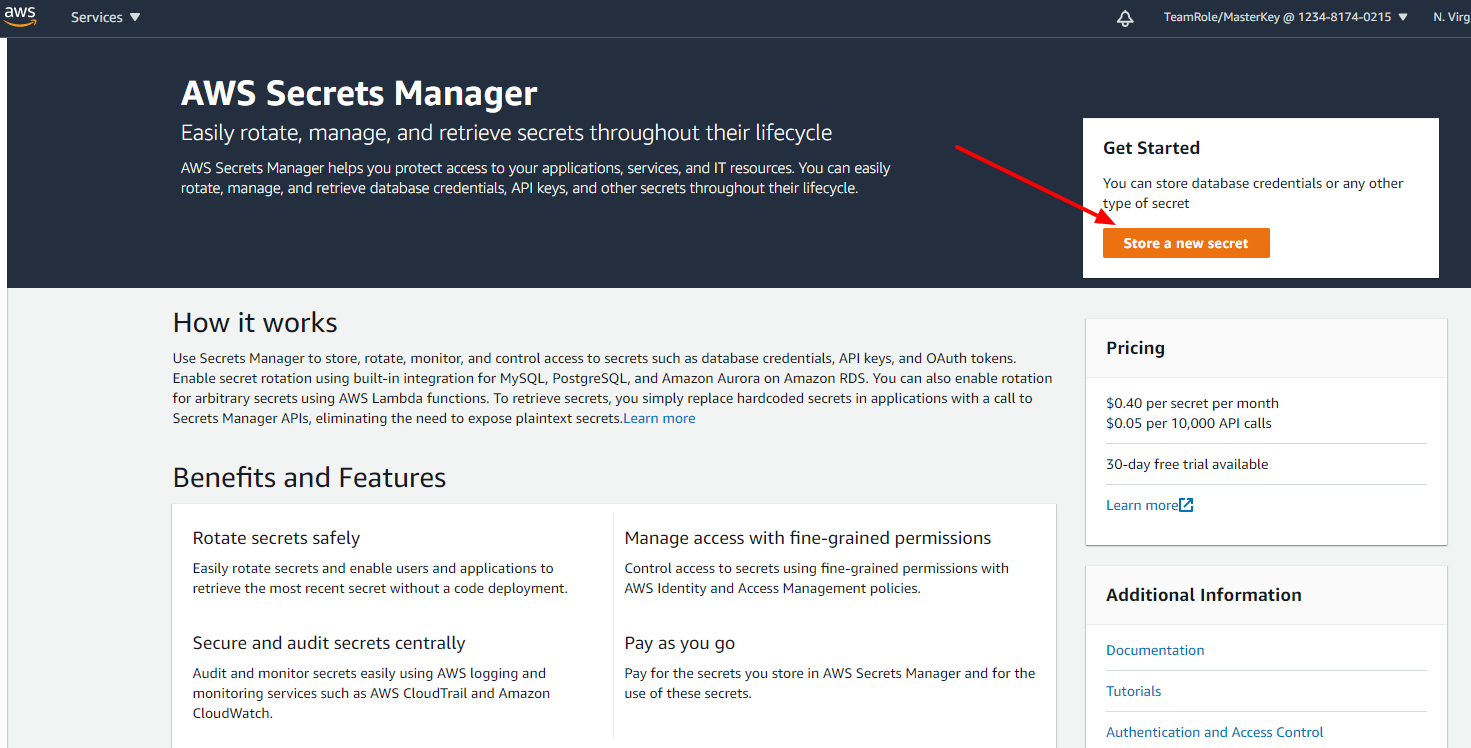 aws
Services
TeamRole/MasterKey @ 1234-8174-0215
N. Virg
AWS Secrets Manager
Easily rotate, manage, and retrieve secrets throughout their lifecycle
AWS Secrets Manager helps you protect access to your applications, services, and IT resources. You can easily
rotate, manage, and retrieve database credentials, API keys, and other secrets throughout their lifecycle.
Get Started
You can store database credentials or any other
type of secret
Store a new secret
How it works
Use Secrets Manager to store, rotate, monitor, and control access to secrets such as database credentials, API keys, and OAuth tokens.
Enable secret rotation using built-in integration for MySQL, PostgreSQL, and Amazon Aurora on Amazon RDS. You can also enable rotation
for arbitrary secrets using AWS Lambda functions. To retrieve secrets, you simply replace hardcoded secrets in applications with a call to
Secrets Manager APIs, eliminating the need to expose plaintext secrets.Learn more
Benefits and Features
Rotate secrets safely
Easily rotate secrets and enable users and applications to
retrieve the most recent secret without a code deployment.
Manage access with fine-grained permissions
Control access to secrets using fine-grained permissions with
AWS Identity and Access Management policies.
Secure and audit secrets centrally
Audit and monitor secrets easily using AWS logging and
monitoring services such as AWS CloudTrail and Amazon
CloudWatch.
Pay as you go
Pay for the secrets you store in AWS Secrets Manager and for the
use of these secrets.
Pricing
$0.40 per secret per month
$0.05 per 10,000 API calls
30-day free trial available
Learn more
Additional Information
Documentation
Tutorials
Authentication and Access Control